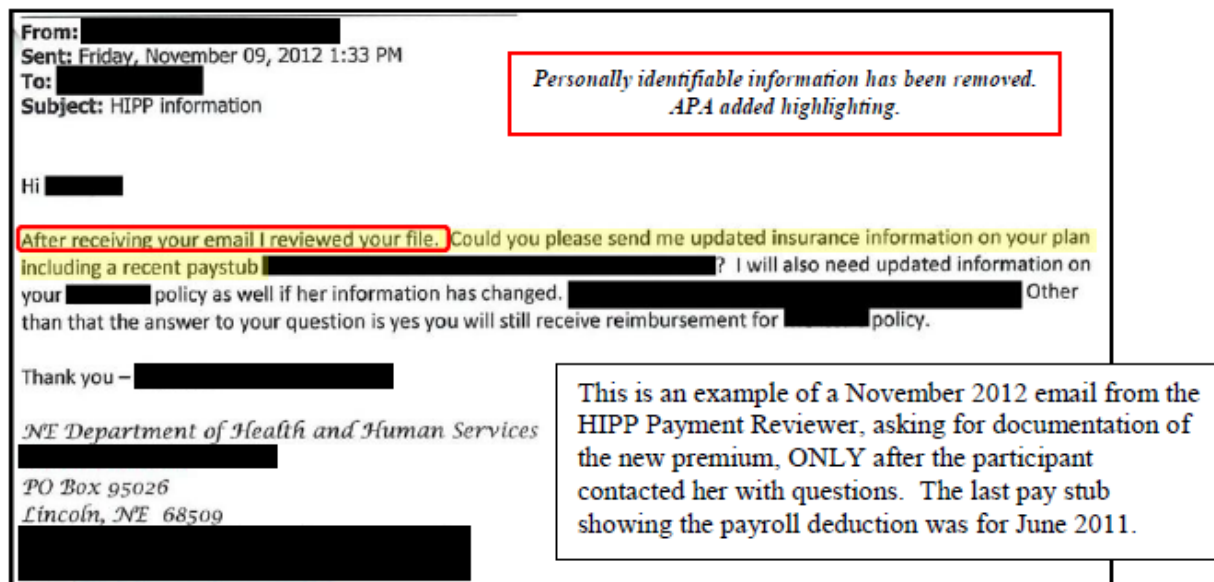 From:
Sent: Friday, November 09, 2012 1:33 PM
To:
Subject: HIPP information
Personally identifiable information has been removed.
APA added highlighting.
Hi
After receiving your email I reviewed your file. Could you please send me updated insurance information on your plan
including a recent paystub ? I will also need updated information on
your policy as well if her information has changed. Other
than that the answer to your question is yes you will still receive reimbursement for policy.
Thank you –
NE Department of Health and Human Services
PO Box 95026
Lincoln, NE 68509
This is an example of a November 2012 email from the
HIPP Payment Reviewer, asking for documentation of
the new premium, ONLY after the participant
contacted her with questions. The last pay stub
showing the payroll deduction was for June 2011.